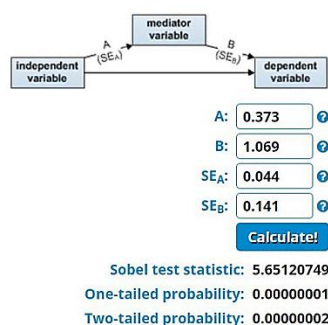 mediator
variable
A
(SEA)
B
(SEB)
independent
variable
dependent
variable
A: 0.373 ?
B: 1.069 ?
SEA: 0.044 ?
SEB: 0.141 ?
Calculate!
Sobel test statistic: 5.65120749
One-tailed probability: 0.00000001
Two-tailed probability: 0.00000002